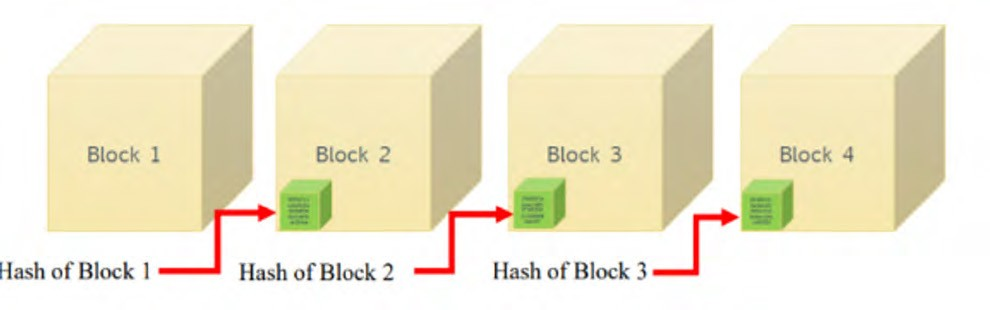 Block 1
Block 2
Block 3
Block 4
Hash of Block 1
Hash of Block 2
Hash of Block 3